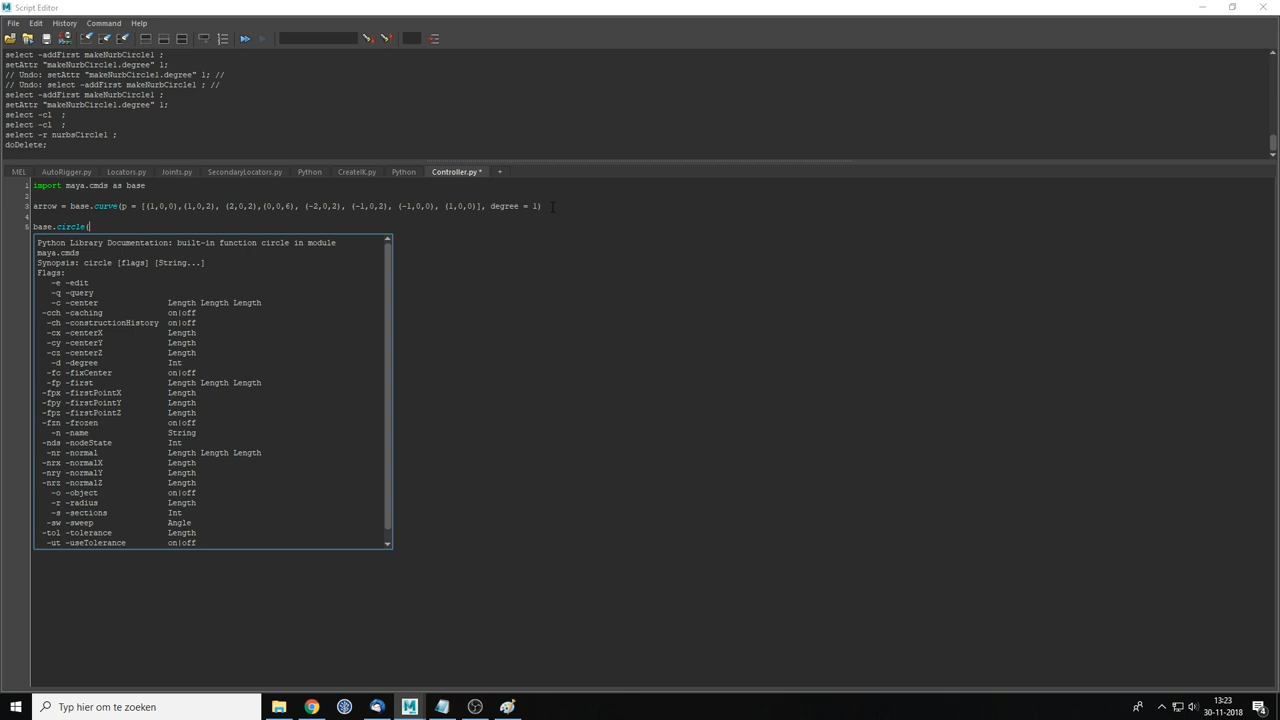 Script Editor
File Edit History Command Help
select -addFirst makeNurbCircle1 ;
setAttr "makeNurbCircle1.degree" 1;
// Undo: setAttr "makeNurbCircle1.degree" 1; //
// Undo: select -addFirst makeNurbCircle1 ; //
select -addFirst makeNurbCircle1 ;
setAttr "makeNurbCircle1.degree" 1;
select -cl  ;
select -cl  ;
select -r nurbsCircle1 ;
doDelete;
MEL AutoRigger.py Locators.py Joints.py SecondaryLocators.py Python CreateIK.py Python Controller.py * +
1 import maya.cmds as base
2
3 arrow = base.curve(p = [(1,0,0),(1,0,2), (2,0,2),(0,0,6), (-2,0,2), (-1,0,2), (-1,0,0), (1,0,0)], degree = 1)
4
5 base.circle(
Python Library Documentation: built-in function circle in module
maya.cmds
Synopsis: circle [flags] [String...]
Flags:
-e -edit
-q -query
-c -center Length Length Length
-cch -caching on|off
-ch -constructionHistory on|off
-cx -centerX Length
-cy -centerY Length
-cz -centerZ Length
-d -degree Int
-fc -fixCenter on|off
-fp -first Length Length Length
-fpx -firstPointX Length
-fpy -firstPointY Length
-fpz -firstPointZ Length
-fzn -frozen on|off
-n -name String
-nds -nodeState Int
-nr -normal Length Length Length
-nrx -normalX Length
-nry -normalY Length
-nrz -normalZ Length
-o -object on|off
-r -radius Length
-s -sections Int
-sw -sweep Angle
-tol -tolerance Length
-ut -useTolerance on|off
Typ hier om te zoeken
13:23
30-11-2018
4